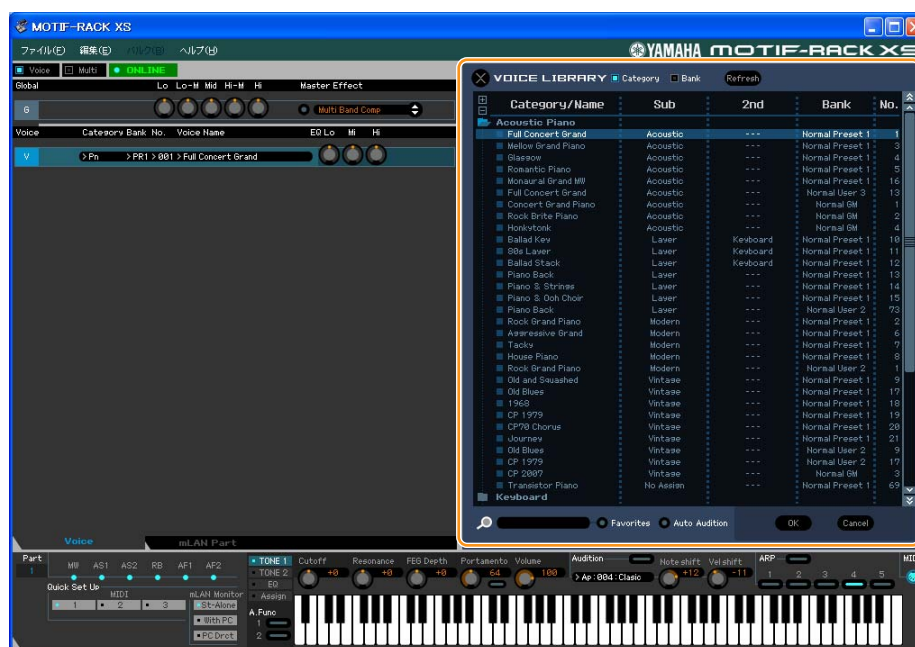 MOTIF-RACK XS
ファイル(F) 編集(E) バルク(B) ヘルプ(H)
YAMAHA MOTIF-RACK XS
Voice Multi ONLINE
Global Lo Lo-M Mid Hi-M Hi Master Effect
G Multi Band Comp
Voice Category Bank No. Voice Name EQ Lo Mi Hi
V >Pn >PR1 >001 >Full Concert Grand
VOICE LIBRARY Category Bank Refresh
Category/Name Sub 2nd Bank No.
Acoustic Piano
Full Concert Grand Acoustic --- Normal Preset 1 1
Mellow Grand Piano Acoustic --- Normal Preset 1 3
Glasgow Acoustic --- Normal Preset 1 4
Romantic Piano Acoustic --- Normal Preset 1 5
Monaural Grand MW Acoustic --- Normal Preset 1 16
Full Concert Grand Acoustic --- Normal User 3 13
Concert Grand Piano Acoustic --- Normal GM 1
Rock Brite Piano Acoustic --- Normal GM 2
Honkytonk Acoustic --- Normal GM 4
Ballad Key Layer Keyboard Normal Preset 1 10
80s Layer Layer Keyboard Normal Preset 1 11
Ballad Stack Layer Keyboard Normal Preset 1 12
Piano Back Layer --- Normal Preset 1 13
Piano & Strings Layer --- Normal Preset 1 14
Piano & Ooh Choir Layer --- Normal Preset 1 15
Piano Back Layer --- Normal User 2 73
Rock Grand Piano Modern --- Normal Preset 1 2
Aggressive Grand Modern --- Normal Preset 1 6
Tacky Modern --- Normal Preset 1 7
House Piano Modern --- Normal Preset 1 8
Rock Grand Piano Modern --- Normal User 2 1
Old and Squashed Vintage --- Normal Preset 1 9
Old Blues Vintage --- Normal Preset 1 17
1968 Vintage --- Normal Preset 1 18
CP 1979 Vintage --- Normal Preset 1 19
CP70 Chorus Vintage --- Normal Preset 1 20
Journey Vintage --- Normal Preset 1 21
Old Blues Vintage --- Normal User 2 9
CP 1979 Vintage --- Normal User 2 17
CP 2007 Vintage --- Normal GM 3
Transistor Piano No Assign --- Normal Preset 1 69
Keyboard
Favorites Auto Audition OK Cancel
Voice mLAN Part
Part MW AS1 AS2 RB AF1 AF2
1
Quick Set Up MIDI mLAN Monitor
1 2 3 St-Alone
With PC
PC Drct
TONE 1 Cutoff Resonance FEG Depth Portamento Volume Audition Note shift Vel shift ARP MID
TONE 2 +0 +0 +0 64 100 >Ap:004:Clasic +12 -11 1 2 3 4 5
EQ
Assign
A.Func
1
2